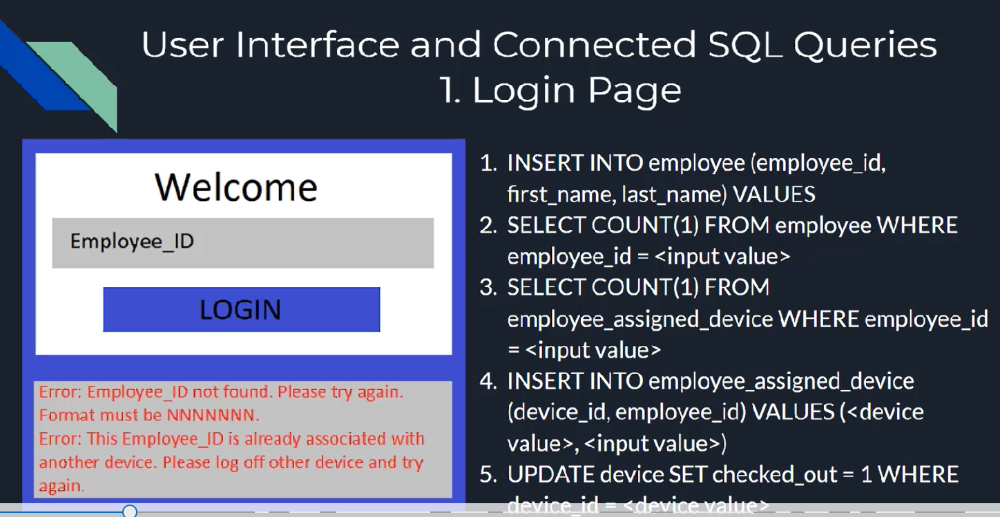 User Interface and Connected SQL Queries
1. Login Page
Welcome
Employee_ID
LOGIN
Error: Employee_ID not found. Please try again.
Format must be NNNNNNN.
Error: This Employee_ID is already associated with
another device. Please log off other device and try
again.
1. INSERT INTO employee (employee_id,
first_name, last_name) VALUES
2. SELECT COUNT(1) FROM employee WHERE
employee_id = <input value>
3. SELECT COUNT(1) FROM
employee_assigned_device WHERE employee_id
= <input value>
4. INSERT INTO employee_assigned_device
(device_id, employee_id) VALUES (<device
value>, <input value>)
5. UPDATE device SET checked_out = 1 WHERE
device_id = <device value>